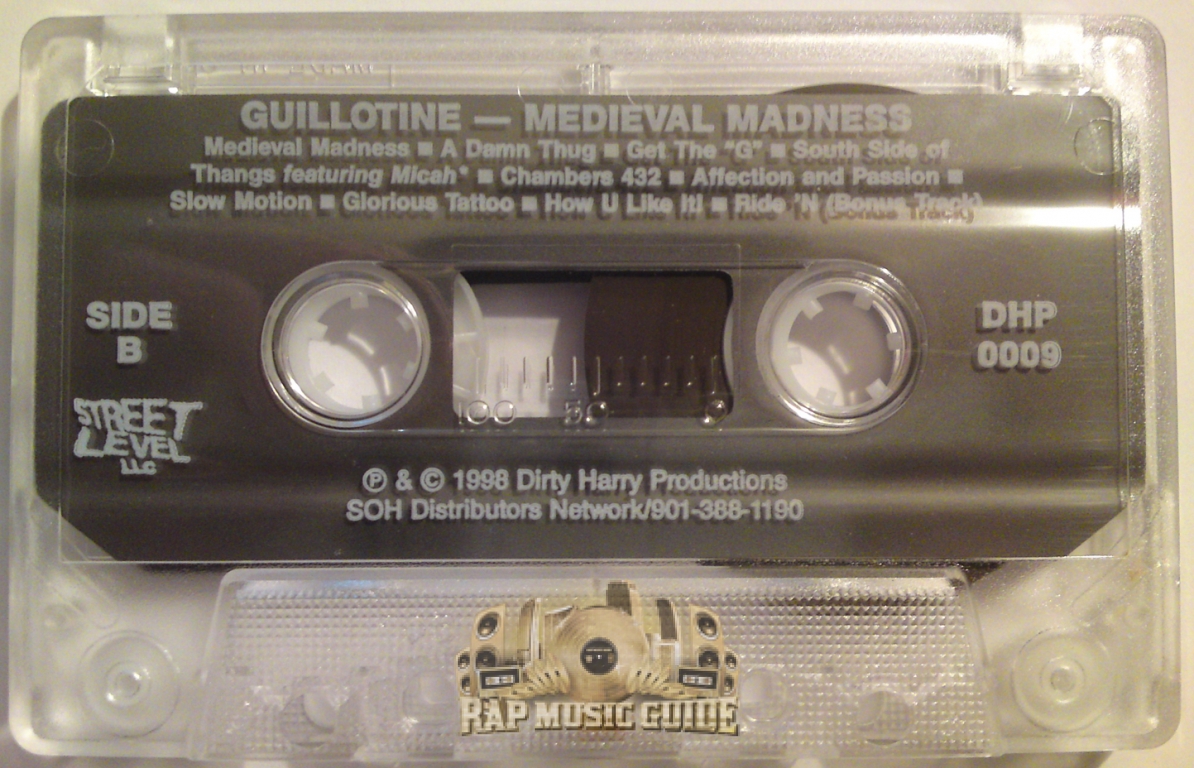 GUILLOTINE — MEDIEVAL MADNESS
Medieval Madness ■ A Damn Thug ■ Get The "G" ■ South Side of
Thangs featuring Micah* ■ Chambers 432 ■ Affection and Passion ■
Slow Motion ■ Glorious Tattoo ■ How U Like It! ■ Ride 'N (Bonus Track)
SIDE
B
DHP
0009
100 50 0
STREET
LEVEL
LLC
℗ & © 1998 Dirty Harry Productions
SOH Distributors Network/901-388-1190
RAP MUSIC GUIDE